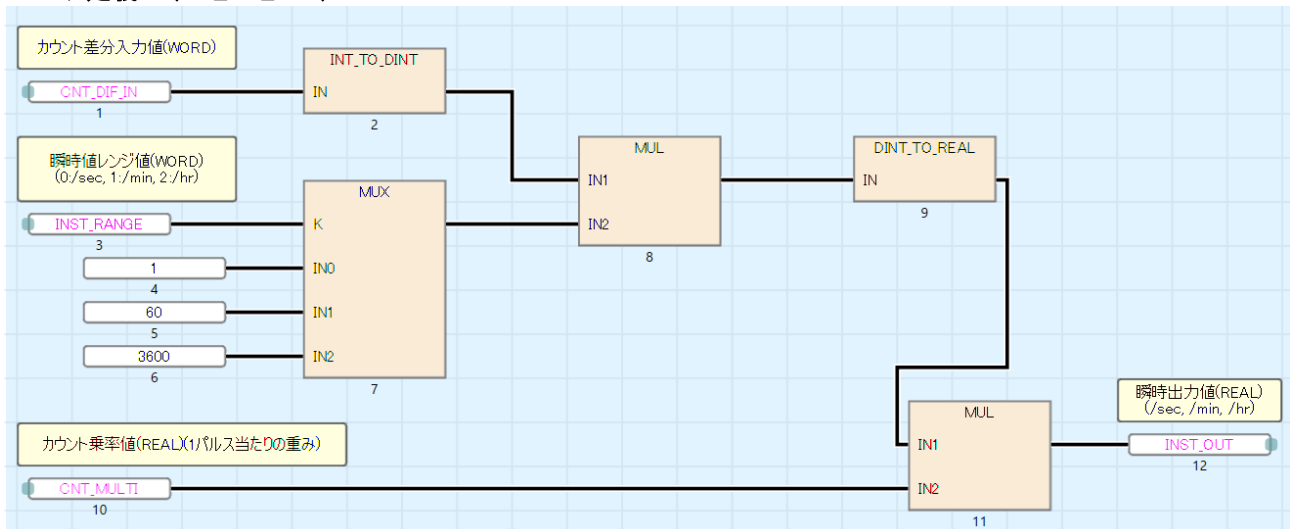 カウント差分入力値(WORD)
CNT_DIF_IN
1
INT_TO_DINT
IN
2
瞬時値レンジ値(WORD)
(0:/sec, 1:/min, 2:/hr)
INST_RANGE
3
1
4
60
5
3600
6
MUX
K
IN0
IN1
IN2
7
MUL
IN1
IN2
8
DINT_TO_REAL
IN
9
カウント乗率値(REAL)(1パルス当たりの重み)
CNT_MULTI
10
MUL
IN1
IN2
11
瞬時出力値(REAL)
(/sec, /min, /hr)
INST_OUT
12